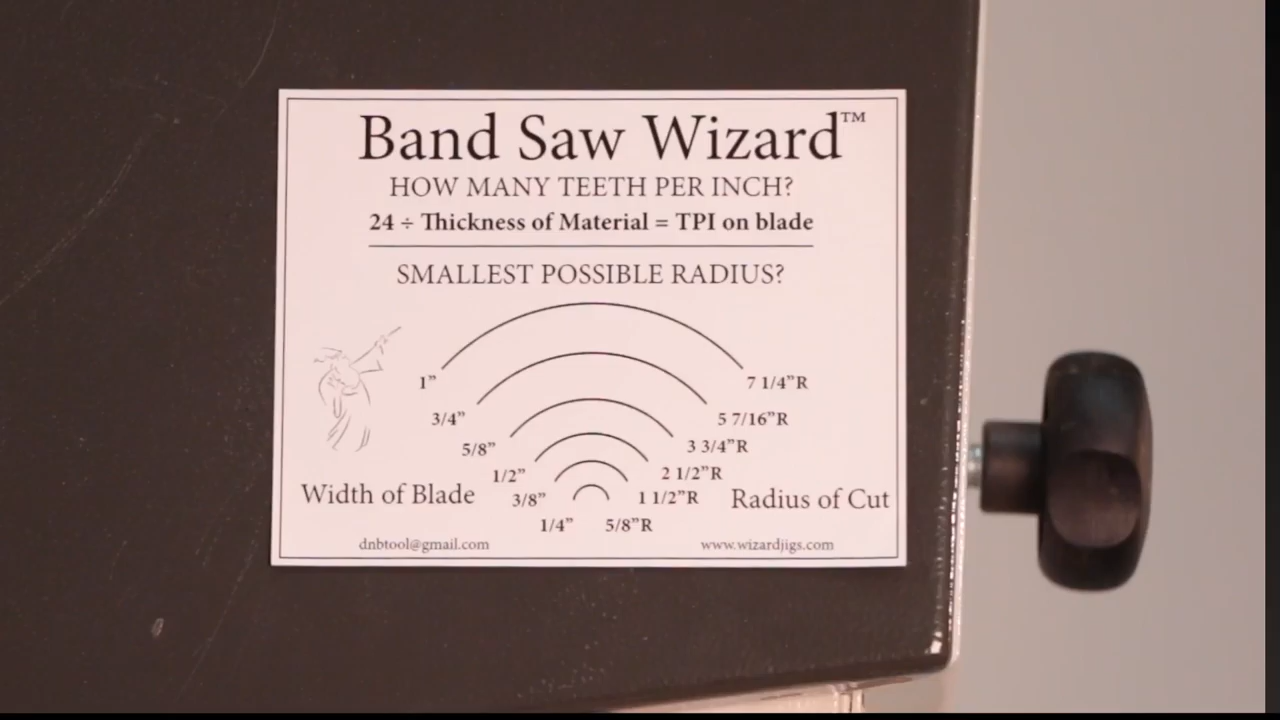 Band Saw Wizard™
HOW MANY TEETH PER INCH?
24 ÷ Thickness of Material = TPI on blade
SMALLEST POSSIBLE RADIUS?
1” 7 1/4”R
3/4” 5 7/16”R
5/8” 3 3/4”R
1/2” 2 1/2”R
Width of Blade 3/8” 1 1/2”R Radius of Cut
1/4” 5/8”R
dnbtool@gmail.com www.wizardjigs.com